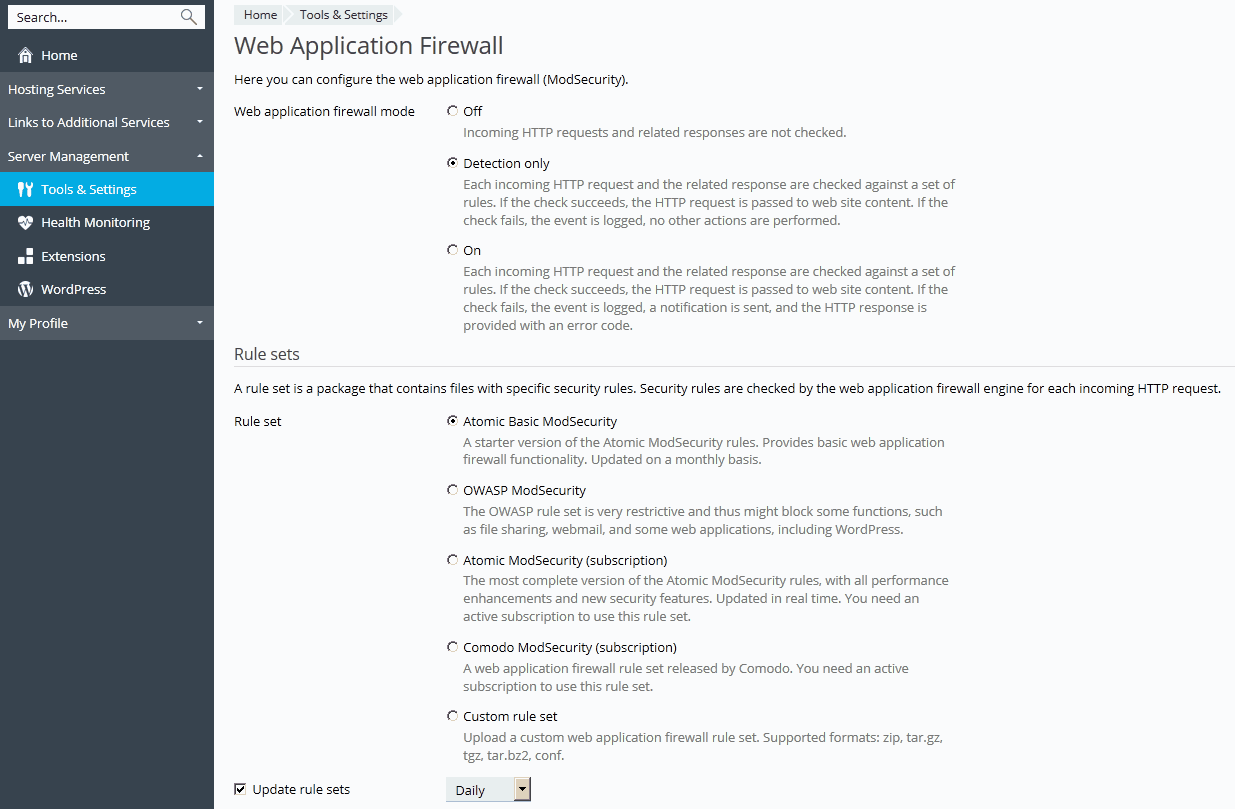 Search...
Home
Hosting Services
Links to Additional Services
Server Management
Tools & Settings
Health Monitoring
Extensions
WordPress
My Profile
Home Tools & Settings
Web Application Firewall
Here you can configure the web application firewall (ModSecurity).
Web application firewall mode
Off
Incoming HTTP requests and related responses are not checked.
Detection only
Each incoming HTTP request and the related response are checked against a set of
rules. If the check succeeds, the HTTP request is passed to web site content. If the
check fails, the event is logged, no other actions are performed.
On
Each incoming HTTP request and the related response are checked against a set of
rules. If the check succeeds, the HTTP request is passed to web site content. If the
check fails, the event is logged, a notification is sent, and the HTTP response is
provided with an error code.
Rule sets
A rule set is a package that contains files with specific security rules. Security rules are checked by the web application firewall engine for each incoming HTTP request.
Rule set
Atomic Basic ModSecurity
A starter version of the Atomic ModSecurity rules. Provides basic web application
firewall functionality. Updated on a monthly basis.
OWASP ModSecurity
The OWASP rule set is very restrictive and thus might block some functions, such
as file sharing, webmail, and some web applications, including WordPress.
Atomic ModSecurity (subscription)
The most complete version of the Atomic ModSecurity rules, with all performance
enhancements and new security features. Updated in real time. You need an
active subscription to use this rule set.
Comodo ModSecurity (subscription)
A web application firewall rule set released by Comodo. You need an active
subscription to use this rule set.
Custom rule set
Upload a custom web application firewall rule set. Supported formats: zip, tar.gz,
tgz, tar.bz2, conf.
Update rule sets
Daily